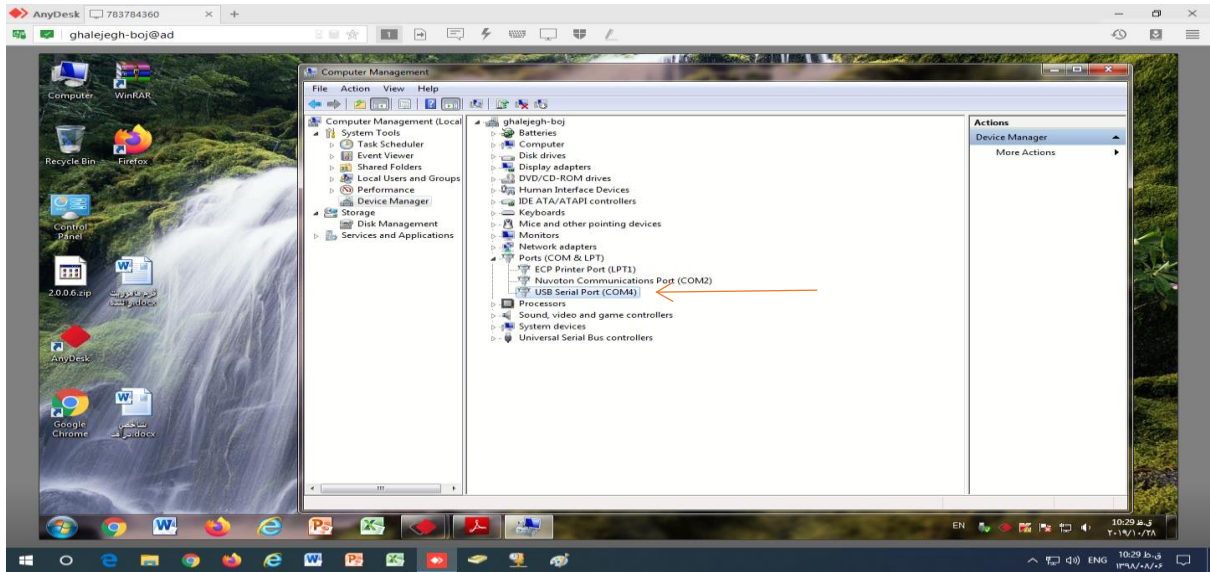 AnyDesk 783784360
ghalejegh-boj@ad
Computer
WinRAR
Recycle Bin
Firefox
Control
Panel
2.0.0.6.zip
AnyDesk
Google
Chrome
Computer Management
File Action View Help
Computer Management (Local
System Tools
Task Scheduler
Event Viewer
Shared Folders
Local Users and Groups
Performance
Device Manager
Storage
Disk Management
Services and Applications
ghalejegh-boj
Batteries
Computer
Disk drives
Display adapters
DVD/CD-ROM drives
Human Interface Devices
IDE ATA/ATAPI controllers
Keyboards
Mice and other pointing devices
Monitors
Network adapters
Ports (COM & LPT)
ECP Printer Port (LPT1)
Nuvoton Communications Port (COM2)
USB Serial Port (COM4)
Processors
Sound, video and game controllers
System devices
Universal Serial Bus controllers
Actions
Device Manager
More Actions
EN
10:29 ق.ظ
۲۰۱۹/۱۰/۲۸
ENG
10:29 ق.ظ
۱۳۹۸/۰۸/۰۶